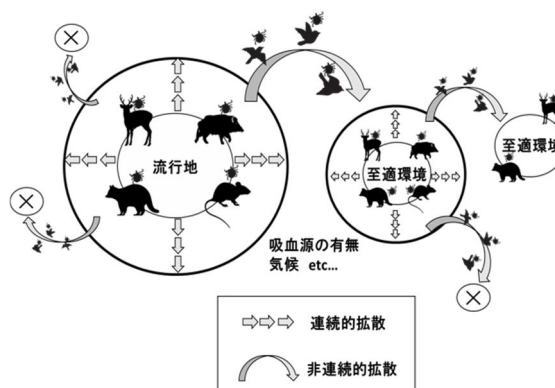 流行地
至適環境
至適環境
吸血源の有無
気候 etc...
連続的拡散
非連続的拡散